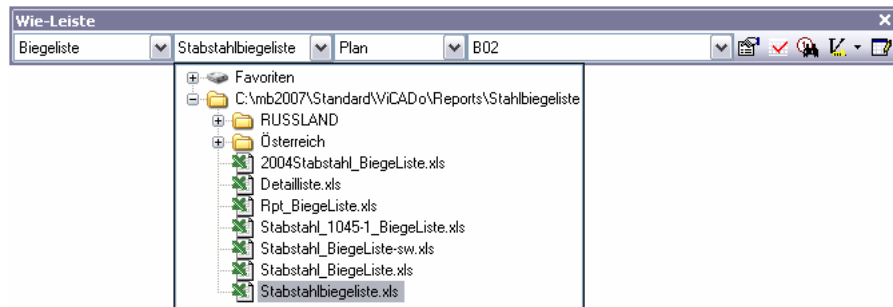 Wie-Leiste
Biegeliste Stabstahlbiegeliste Plan B02
Favoriten
C:\mb2007\Standard\ViCADo\Reports\Stahlbiegeliste
RUSSLAND
Österreich
2004Stabstahl_BiegeListe.xls
Detailliste.xls
Rpt_BiegeListe.xls
Stabstahl_1045-1_BiegeListe.xls
Stabstahl_BiegeListe-sw.xls
Stabstahl_BiegeListe.xls
Stabstahlbiegeliste.xls